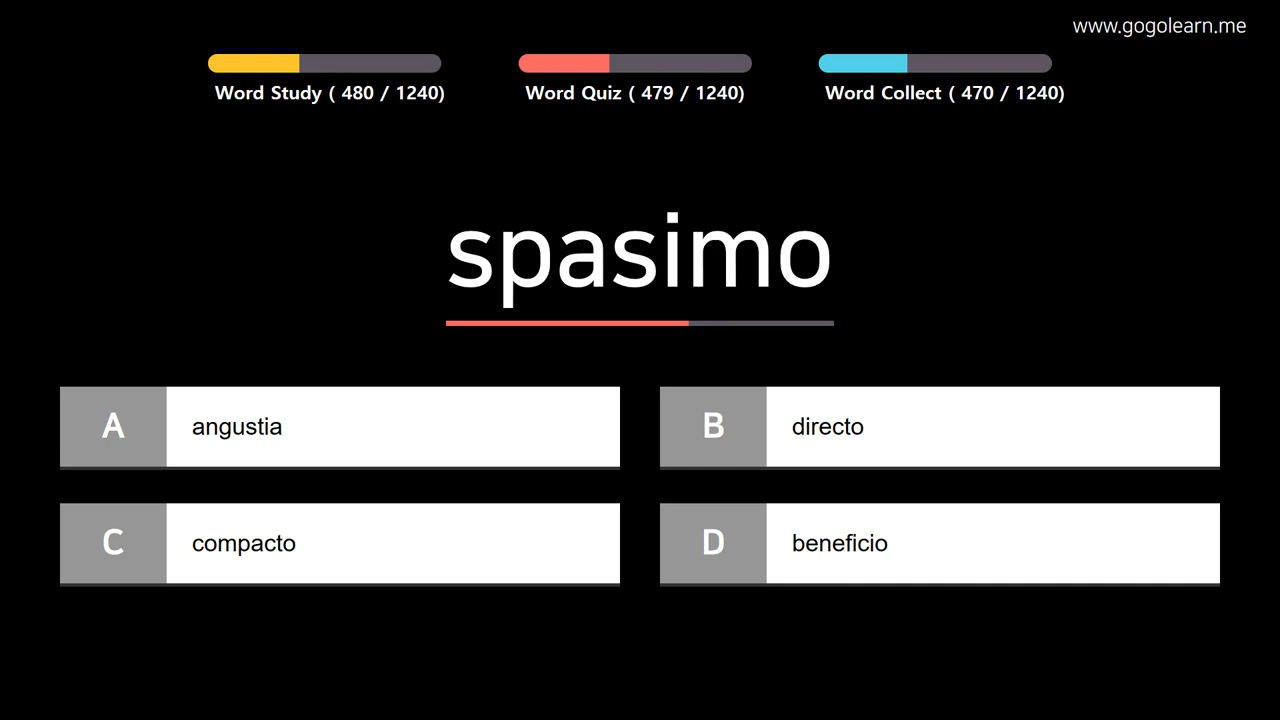 www.gogolearn.me
Word Study ( 480 / 1240)
Word Quiz ( 479 / 1240)
Word Collect ( 470 / 1240)
spasimo
A angustia
B directo
C compacto
D beneficio